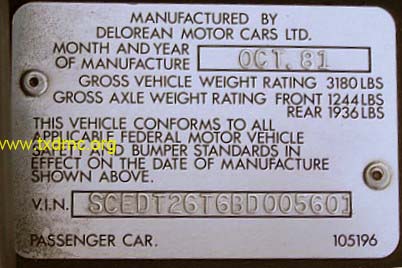 MANUFACTURED BY
DELOREAN MOTOR CARS LTD.
MONTH AND YEAR
OF MANUFACTURE OCT. 81
GROSS VEHICLE WEIGHT RATING 3180 LBS
GROSS AXLE WEIGHT RATING FRONT 1244 LBS
REAR 1936 LBS
THIS VEHICLE CONFORMS TO ALL
APPLICABLE FEDERAL MOTOR VEHICLE
www.txdmc.org
BUMPER STANDARDS IN
EFFECT ON THE DATE OF MANUFACTURE
SHOWN ABOVE.
V.I.N. SCEDT26T6BD005601
PASSENGER CAR. 105196